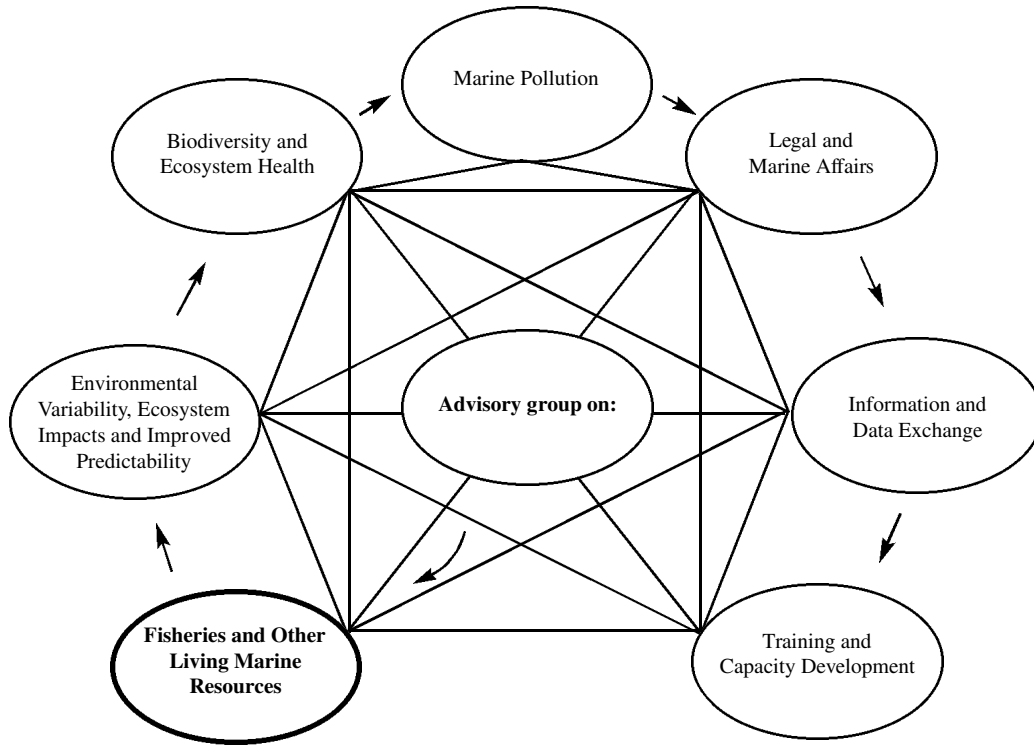 Marine Pollution
Biodiversity and
Ecosystem Health
Legal and
Marine Affairs
Environmental
Variability, Ecosystem
Impacts and Improved
Predictability
Advisory group on:
Information and
Data Exchange
Fisheries and Other
Living Marine
Resources
Training and
Capacity Development